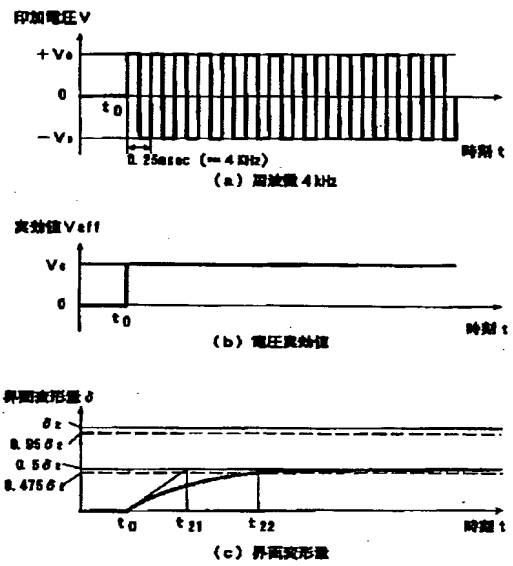 印加電圧V
+V₀
0
t₀
-V₀
時刻 t
0.25msec (=4KHz)
(a) 周波数4kHz
実効値Veff
V₀
0
t₀
時刻 t
(b) 電圧実効値
界面変形量δ
δ₂
0.95δ₂
0.5δ₂
0.475δ₂
t₀
t₂₁
t₂₂
時刻 t
(c) 界面変形量